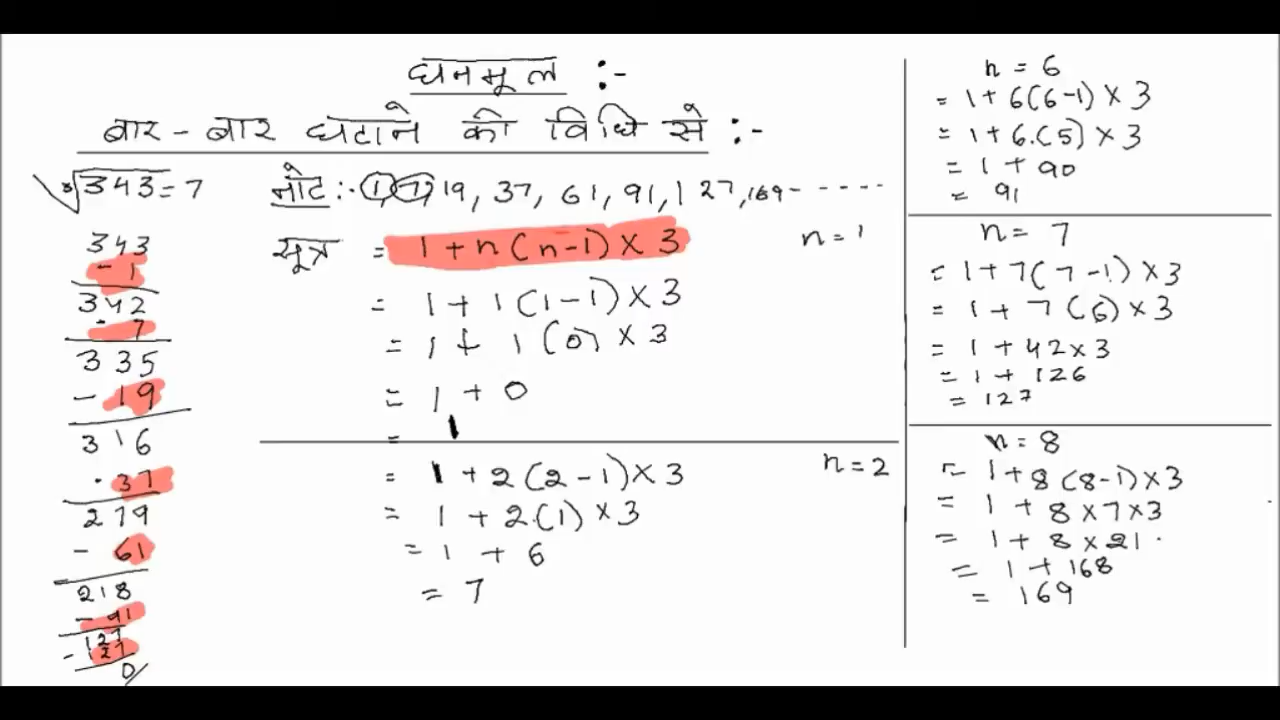 घनमूल :-
बार - बार घटाने की विधि से :-
∛343 = 7
343
- 1
342
- 7
335
- 19
316
- 37
279
- 61
218
- 91
127
- 127
0
नोट :- 1, 7, 19, 37, 61, 91, 127, 169 - - - - - -
सूत्र = 1 + n (n-1) × 3 n = 1
= 1 + 1 (1 - 1) × 3
= 1 + 1 (0) × 3
= 1 + 0
= 1
= 1 + 2 (2 - 1) × 3 n = 2
= 1 + 2.(1) × 3
= 1 + 6
= 7
n = 6
= 1 + 6(6-1) × 3
= 1 + 6.(5) × 3
= 1 + 90
= 91
n = 7
= 1 + 7(7-1) × 3
= 1 + 7 (6) × 3
= 1 + 42 × 3
= 1 + 126
= 127
n = 8
= 1 + 8 (8-1) × 3
= 1 + 8 × 7 × 3
= 1 + 8 × 21
= 1 + 168
= 169